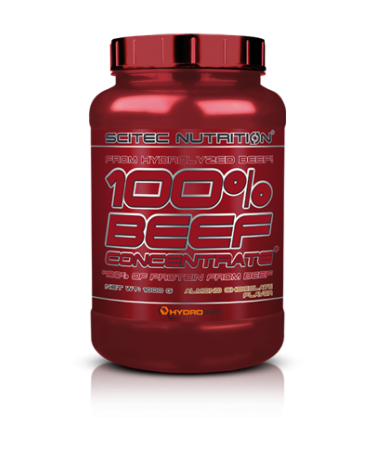 SCITEC NUTRITION®
FROM HYDROLYZED BEEF!
100%
BEEF
CONCENTRATE*
*100% OF PROTEIN FROM BEEF
NET WT: 1000 G ALMOND CHOCOLATE
FLAVOR
HYDRO